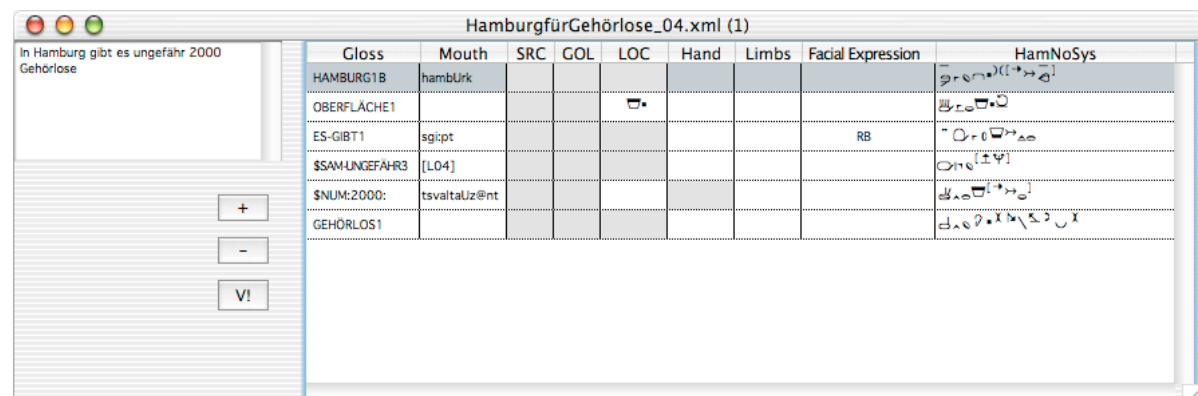 HamburgfürGehörlose_04.xml (1)
In Hamburg gibt es ungefähr 2000
Gehörlose
+
-
V!
Gloss Mouth SRC GOL LOC Hand Limbs Facial Expression HamNoSys
HAMBURG1B hambUrk
OBERFLÄCHE1
ES-GIBT1 sgi:pt RB
$SAM-UNGEFÄHR3 [L04]
$NUM:2000: tsvaltaUz@nt
GEHÖRLOS1